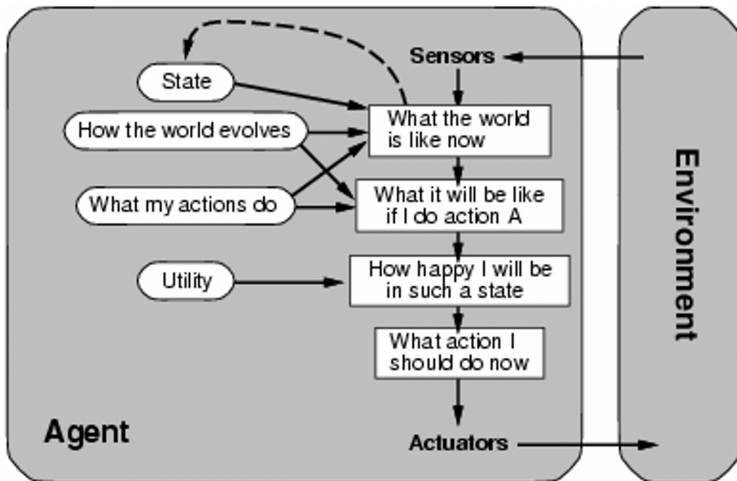 Sensors
State
What the world
is like now
How the world evolves
What it will be like
if I do action A
What my actions do
How happy I will be
in such a state
Utility
What action I
should do now
Agent
Actuators
Environment